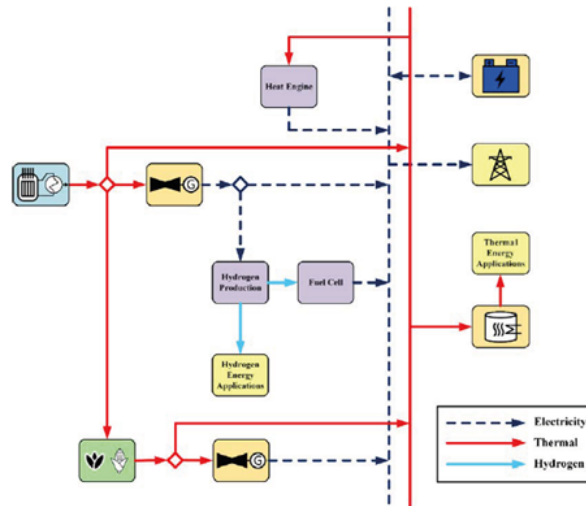 Heat Engine
G
Thermal
Energy
Applications
Hydrogen
Production
Fuel Cell
Hydrogen
Energy
Applications
G
Electricity
Thermal
Hydrogen